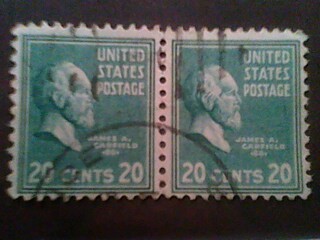 UNITED
STATES
POSTAGE
JAMES A.
GARFIELD
20 CENTS 20
UNITED
STATES
POSTAGE
JAMES A.
GARFIELD
20 CENTS 20